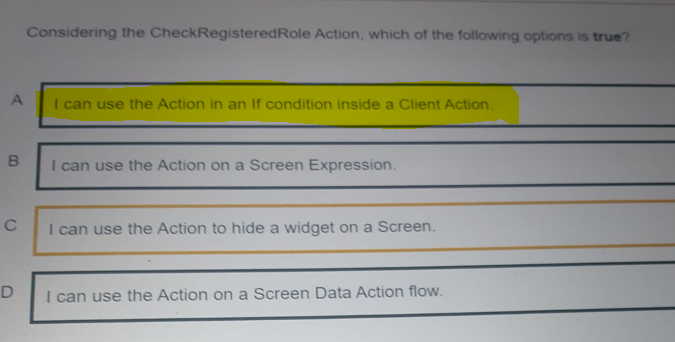 Considering the CheckRegisteredRole Action, which of the following options is true?
A I can use the Action in an If condition inside a Client Action.
B I can use the Action on a Screen Expression.
C I can use the Action to hide a widget on a Screen.
D I can use the Action on a Screen Data Action flow.